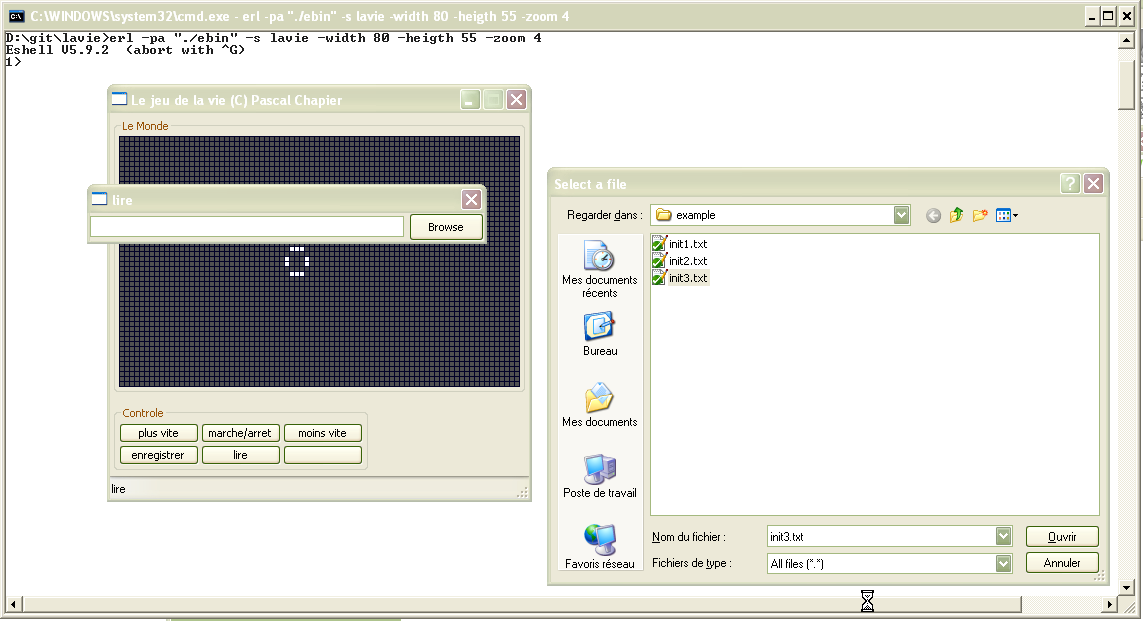 C:\WINDOWS\system32\cmd.exe - erl -pa "./ebin" -s lavie -width 80 -heigth 55 -zoom 4
D:\git\lavie>erl -pa "./ebin" -s lavie -width 80 -heigth 55 -zoom 4
Eshell V5.9.2 (abort with ^G)
1>
Le jeu de la vie (C) Pascal Chapier
Le Monde
lire
Browse
Controle
plus vite
marche/arret
moins vite
enregistrer
lire
lire
Select a file
Regarder dans :
example
Mes documents
récents
Bureau
Mes documents
Poste de travail
Favoris réseau
init1.txt
init2.txt
init3.txt
Nom du fichier :
init3.txt
Ouvrir
Fichiers de type :
All files (*.*)
Annuler